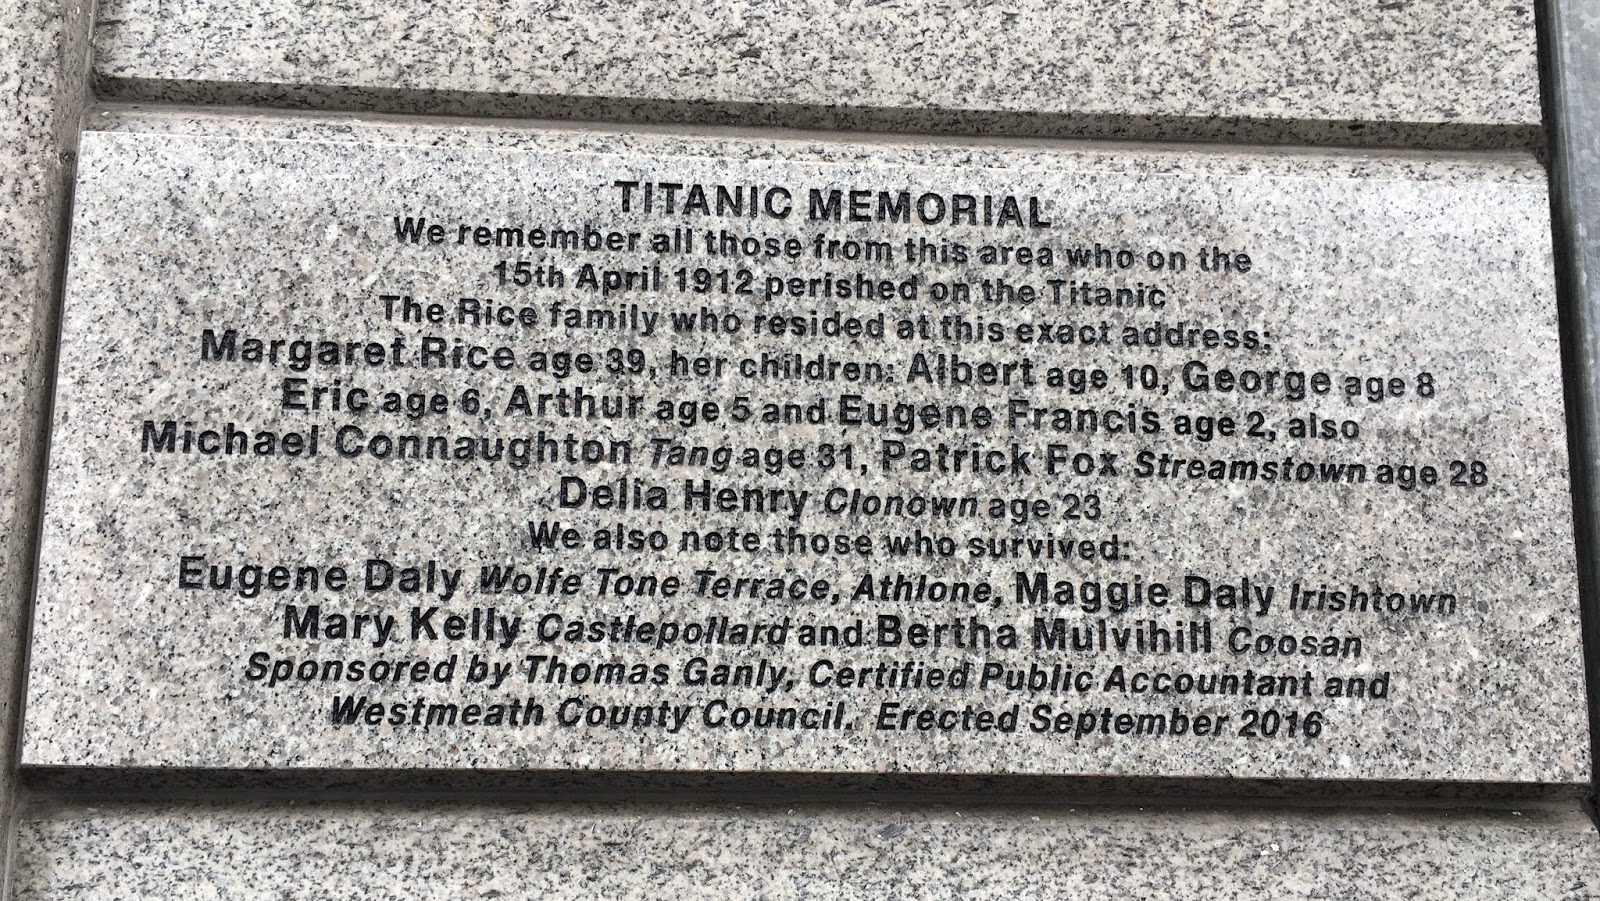 TITANIC MEMORIAL
We remember all those from this area who on the
15th April 1912 perished on the Titanic
The Rice family who resided at this exact address:
Margaret Rice age 39, her children: Albert age 10, George age 8
Eric age 6, Arthur age 5 and Eugene Francis age 2, also
Michael Connaughton Tang age 31, Patrick Fox Streamstown age 28
Delia Henry Clonown age 23
We also note those who survived:
Eugene Daly Wolfe Tone Terrace, Athlone, Maggie Daly Irishtown
Mary Kelly Castlepollard and Bertha Mulvihill Coosan
Sponsored by Thomas Ganly, Certified Public Accountant and
Westmeath County Council. Erected September 2016